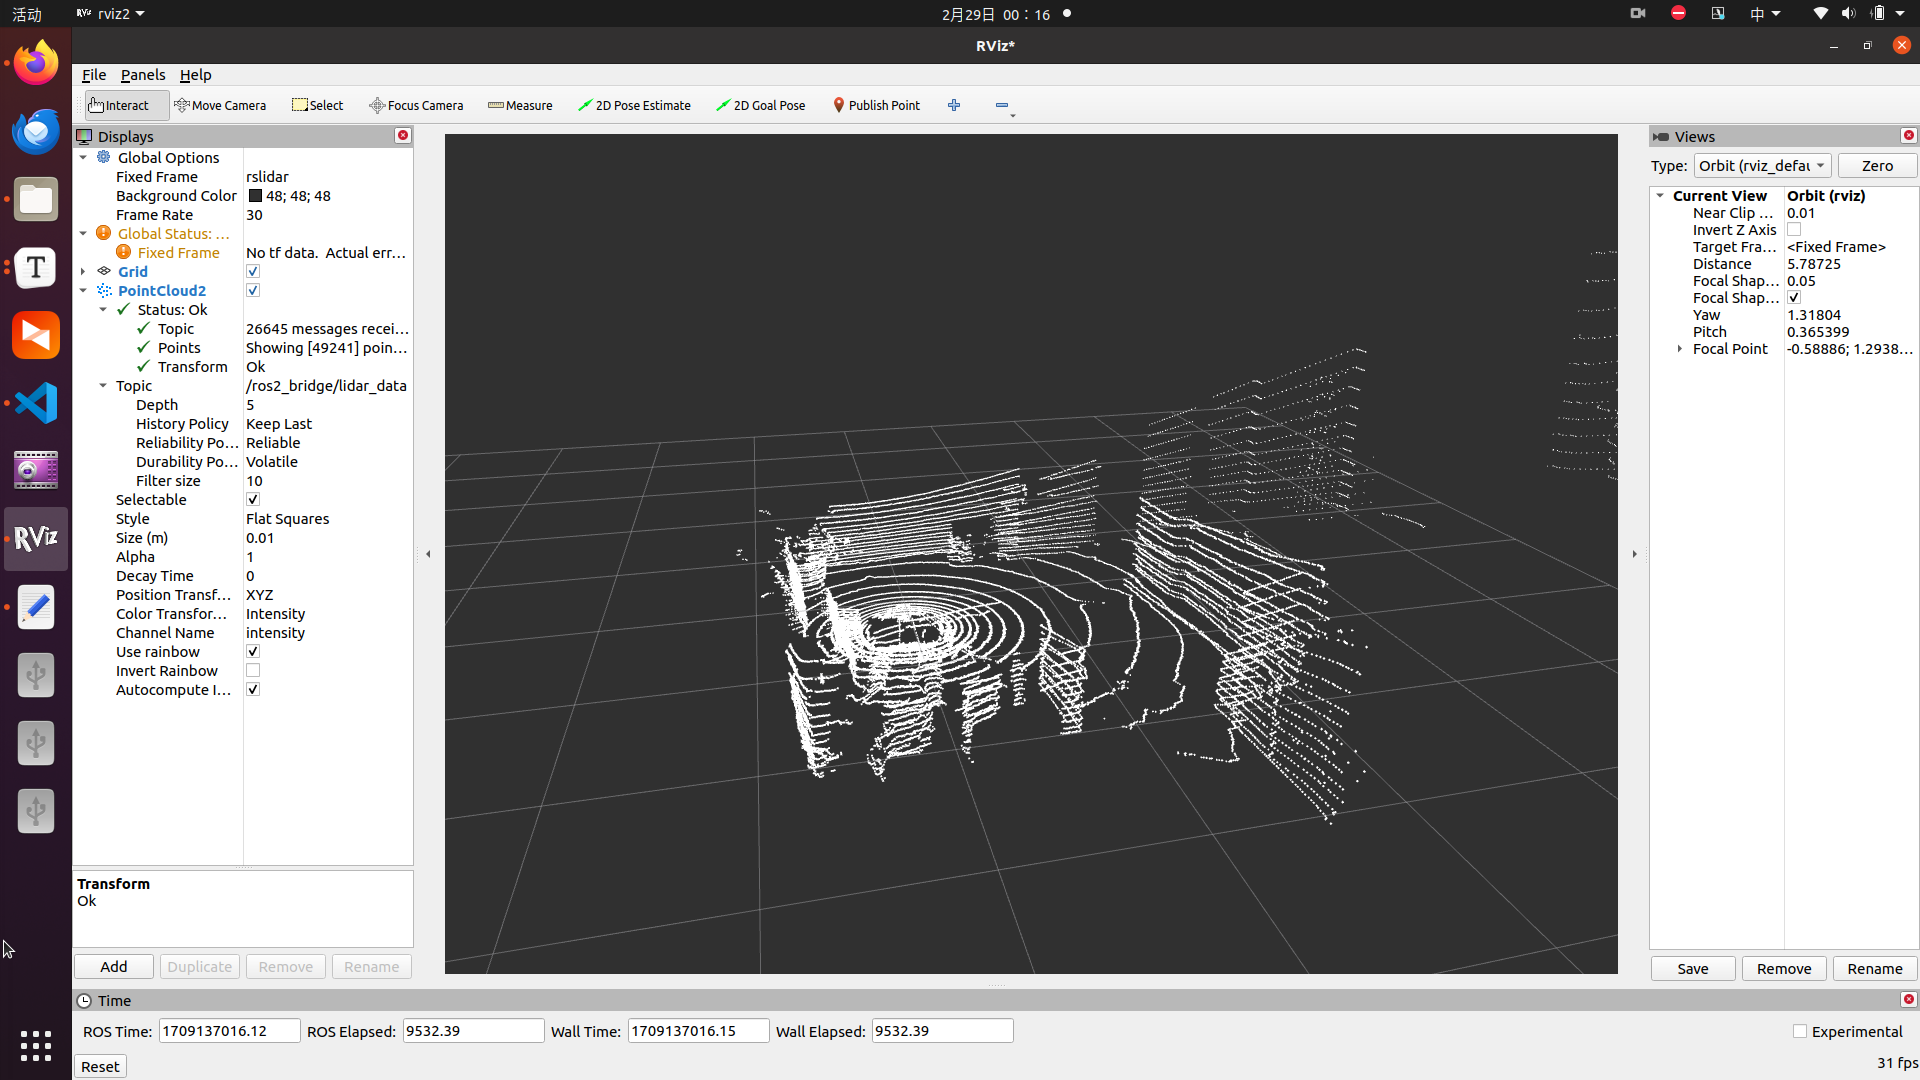 活动 rviz2 2月29日 00：16 中
RViz*
File Panels Help
Interact Move Camera Select Focus Camera Measure 2D Pose Estimate 2D Goal Pose Publish Point
Displays
Global Options
Fixed Frame rslidar
Background Color 48; 48; 48
Frame Rate 30
Global Status: ...
Fixed Frame No tf data. Actual err...
Grid
PointCloud2
Status: Ok
Topic 26645 messages recei...
Points Showing [49241] poin...
Transform Ok
Topic /ros2_bridge/lidar_data
Depth 5
History Policy Keep Last
Reliability Po... Reliable
Durability Po... Volatile
Filter size 10
Selectable
Style Flat Squares
Size (m) 0.01
Alpha 1
Decay Time 0
Position Transf... XYZ
Color Transfor... Intensity
Channel Name intensity
Use rainbow
Invert Rainbow
Autocompute I...
Transform
Ok
Add Duplicate Remove Rename
Views
Type: Orbit (rviz_defau Zero
Current View Orbit (rviz)
Near Clip ... 0.01
Invert Z Axis
Target Fra... <Fixed Frame>
Distance 5.78725
Focal Shap... 0.05
Focal Shap...
Yaw 1.31804
Pitch 0.365399
Focal Point -0.58886; 1.2938...
Save Remove Rename
Time
ROS Time: 1709137016.12 ROS Elapsed: 9532.39 Wall Time: 1709137016.15 Wall Elapsed: 9532.39 Experimental
Reset 31 fps
T
RViz